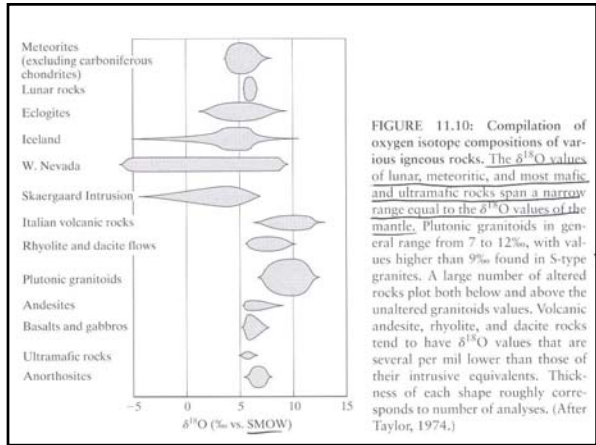 Meteorites
(excluding carboniferous
chondrites)
Lunar rocks
Eclogites
Iceland
W. Nevada
Skaergaard Intrusion
Italian volcanic rocks
Rhyolite and dacite flows
Plutonic granitoids
Andesites
Basalts and gabbros
Ultramafic rocks
Anorthosites
−5 0 5 10 15
δ¹⁸O (‰ vs. SMOW)
FIGURE 11.10: Compilation of
oxygen isotope compositions of var-
ious igneous rocks. The δ¹⁸O values
of lunar, meteoritic, and most mafic
and ultramafic rocks span a narrow
range equal to the δ¹⁸O values of the
mantle. Plutonic granitoids in gen-
eral range from 7 to 12‰, with val-
ues higher than 9‰ found in S-type
granites. A large number of altered
rocks plot both below and above the
unaltered granitoids values. Volcanic
andesite, rhyolite, and dacite rocks
tend to have δ¹⁸O values that are
several per mil lower than those of
their intrusive equivalents. Thick-
ness of each shape roughly corre-
sponds to number of analyses. (After
Taylor, 1974.)